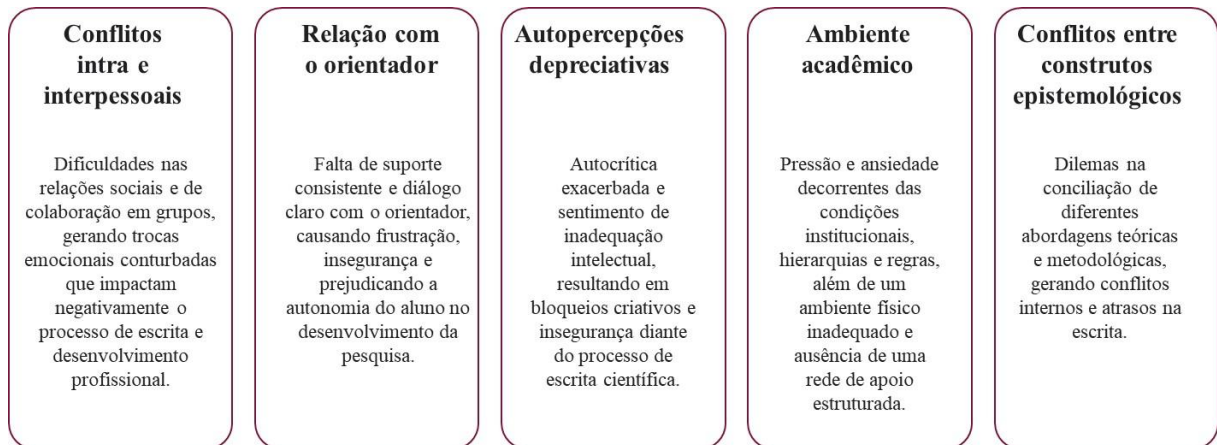 Conflitos
intra e
interpessoais
Dificuldades nas
relações sociais e de
colaboração em grupos,
gerando trocas
emocionais conturbadas
que impactam
negativamente o
processo de escrita e
desenvolvimento
profissional.
Relação com
o orientador
Falta de suporte
consistente e diálogo
claro com o orientador,
causando frustração,
insegurança e
prejudicando a
autonomia do aluno no
desenvolvimento da
pesquisa.
Autopercepções
depreciativas
Autocrítica
exacerbada e
sentimento de
inadequação
intelectual,
resultando em
bloqueios criativos e
insegurança diante
do processo de
escrita científica.
Ambiente
acadêmico
Pressão e ansiedade
decorrentes das
condições
institucionais,
hierarquias e regras,
além de um
ambiente físico
inadequado e
ausência de uma
rede de apoio
estruturada.
Conflitos entre
construtos
epistemológicos
Dilemas na
conciliação de
diferentes
abordagens teóricas
e metodológicas,
gerando conflitos
internos e atrasos na
escrita.